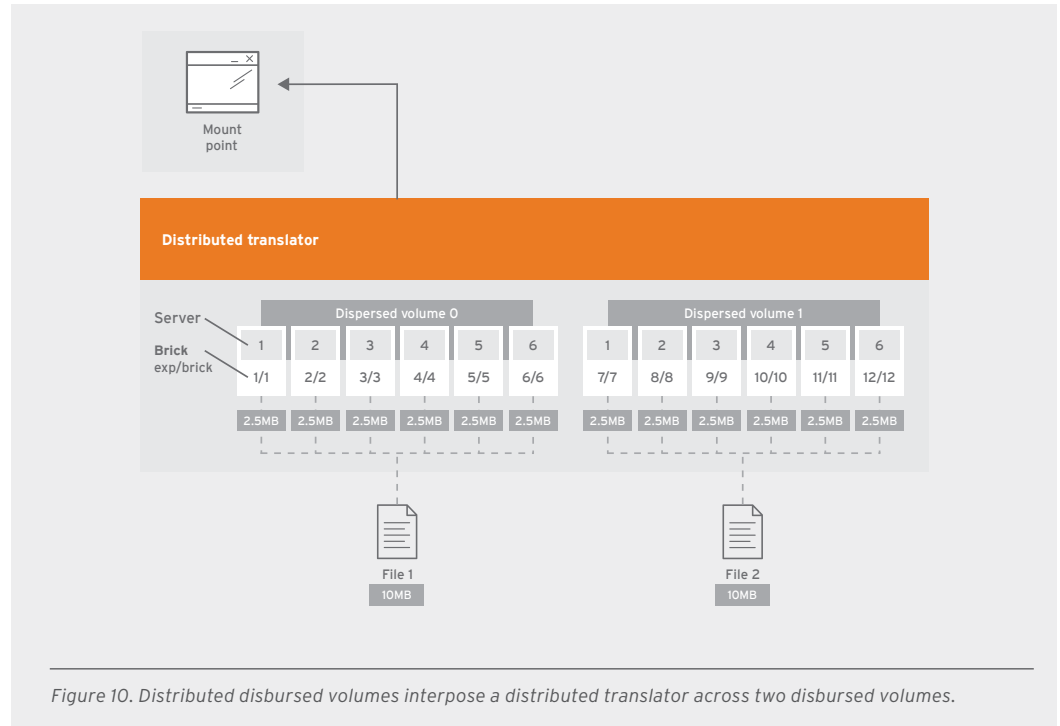 Mount
point
Distributed translator
Dispersed volume 0 Dispersed volume 1
Server
1 2 3 4 5 6 1 2 3 4 5 6
Brick
exp/brick
1/1 2/2 3/3 4/4 5/5 6/6 7/7 8/8 9/9 10/10 11/11 12/12
2.5MB 2.5MB 2.5MB 2.5MB 2.5MB 2.5MB 2.5MB 2.5MB 2.5MB 2.5MB 2.5MB 2.5MB
File 1 File 2
10MB 10MB
Figure 10. Distributed disbursed volumes interpose a distributed translator across two disbursed volumes.